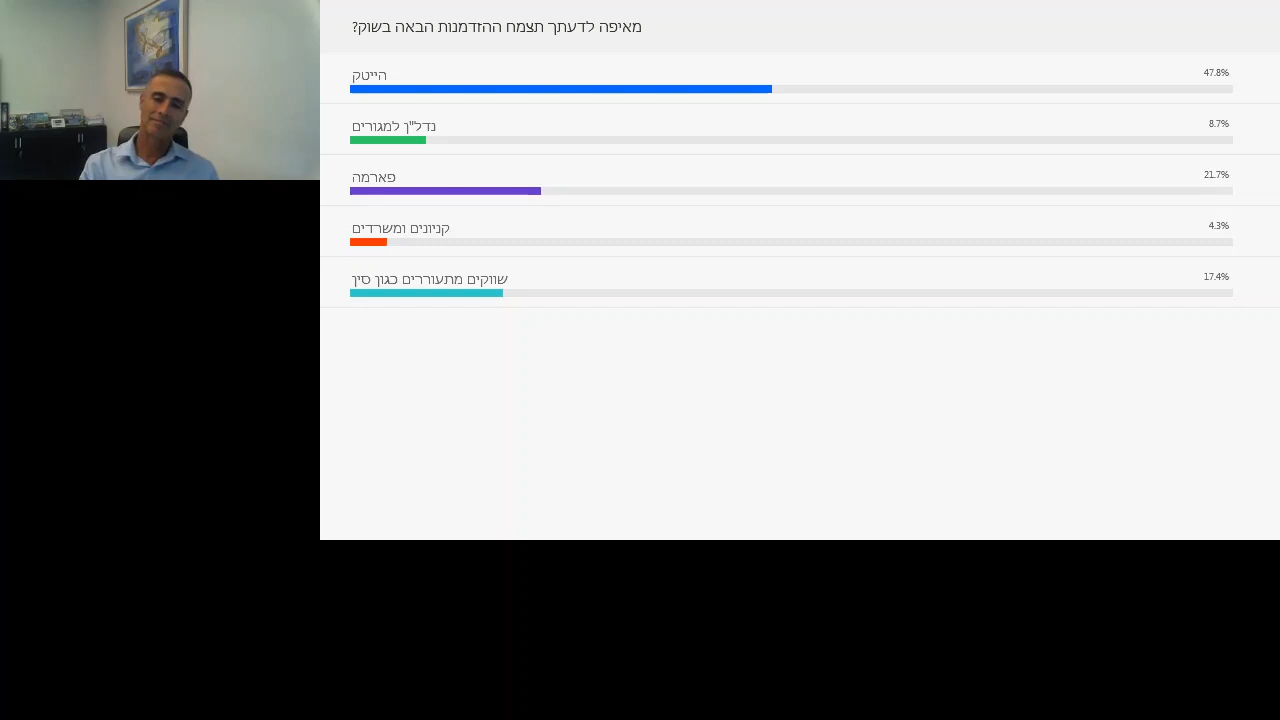 מאיפה לדעתך תצמח ההזדמנות הבאה בשוק?
הייטק
47.8%
נדל"ן למגורים
8.7%
פארמה
21.7%
קניונים ומשרדים
4.3%
שווקים מתעוררים כגון סין
17.4%